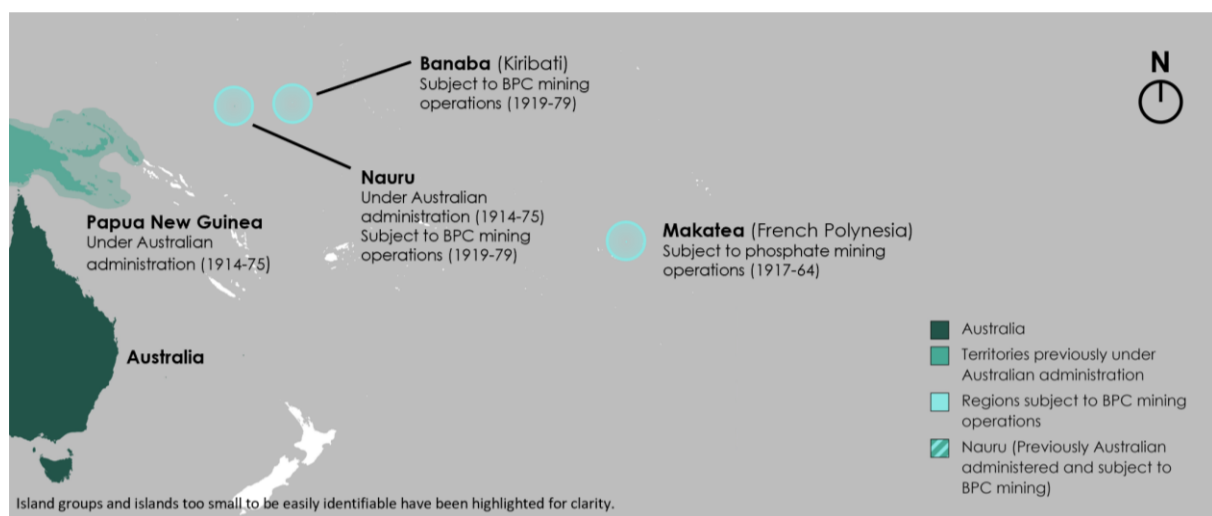 Banaba (Kiribati)
Subject to BPC mining
operations (1919-79)
N
Nauru
Under Australian
administration (1914-75)
Subject to BPC mining
operations (1919-79)
Papua New Guinea
Under Australian
administration (1914-75)
Makatea (French Polynesia)
Subject to phosphate mining
operations (1917-64)
Australia
Australia
Territories previously under
Australian administration
Regions subject to BPC mining
operations
Nauru (Previously Australian
administered and subject to
BPC mining)
Island groups and islands too small to be easily identifiable have been highlighted for clarity.